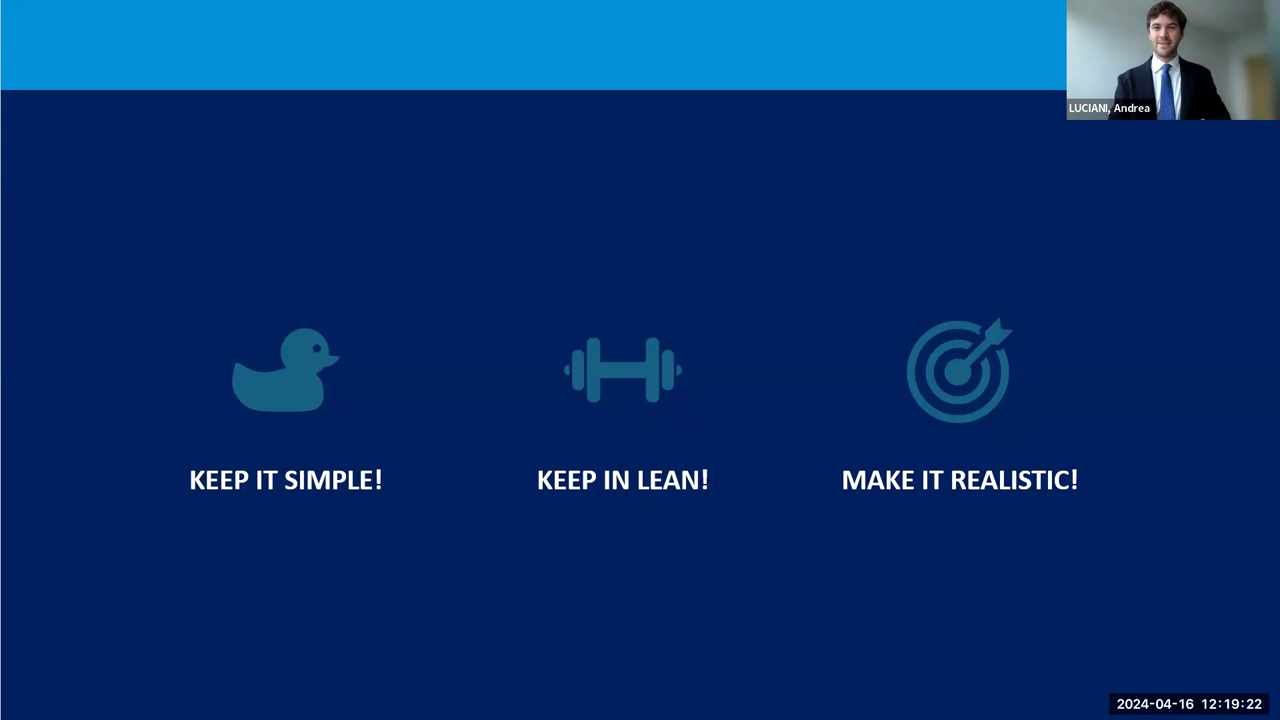 LUCIANI, Andrea
KEEP IT SIMPLE!
KEEP IN LEAN!
MAKE IT REALISTIC!
2024-04-16 12:19:22